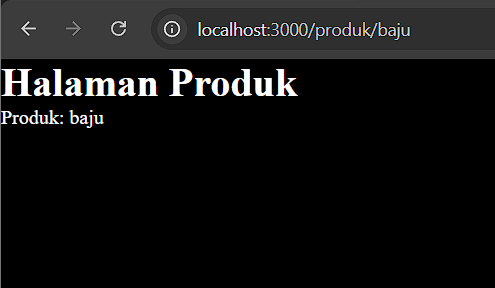 localhost:3000/produk/baju
Halaman Produk
Produk: baju